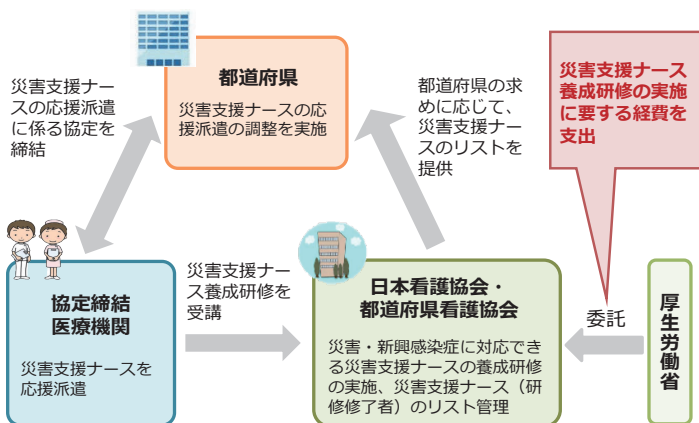 災害支援ナー
スの応援派遣
に係る協定を
締結
都道府県
災害支援ナースの応
援派遣の調整を実施
都道府県の求
めに応じて、
災害支援ナー
スのリストを
提供
災害支援ナース
養成研修の実施
に要する経費を
支出
協定締結
医療機関
災害支援ナースを
応援派遣
災害支援ナー
ス養成研修を
受講
日本看護協会・
都道府県看護協会
災害・新興感染症に対応でき
る災害支援ナースの養成研修
の実施、災害支援ナース（研
修修了者）のリスト管理
委託
厚生労働省